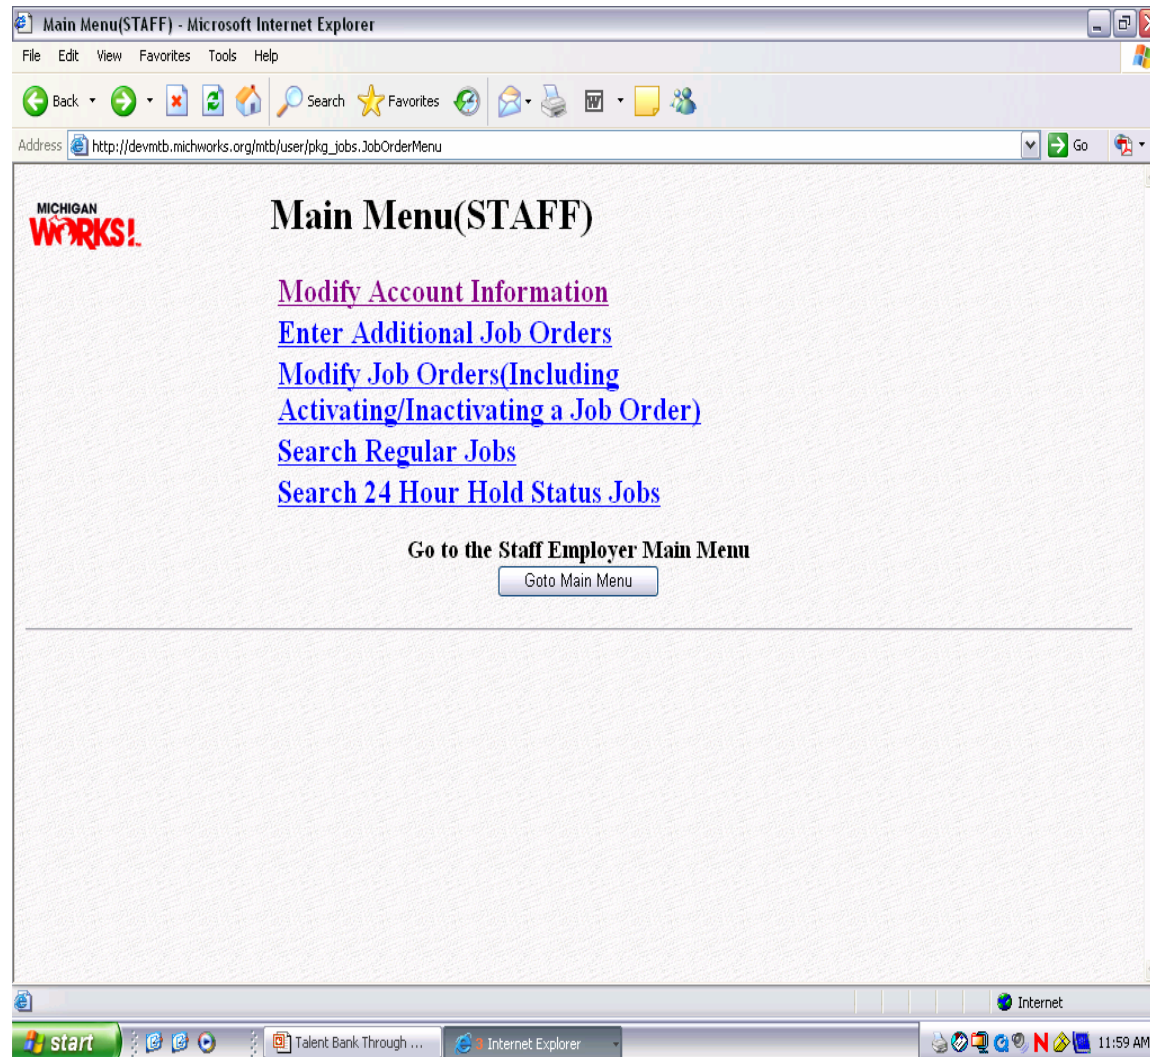 Main Menu(STAFF) - Microsoft Internet Explorer
File Edit View Favorites Tools Help
Back Search Favorites
Address http://devmtb.michworks.org/mtb/user/pkg_jobs.JobOrderMenu Go
MICHIGAN
WORKS!
Main Menu(STAFF)
Modify Account Information
Enter Additional Job Orders
Modify Job Orders(Including
Activating/Inactivating a Job Order)
Search Regular Jobs
Search 24 Hour Hold Status Jobs
Go to the Staff Employer Main Menu
Goto Main Menu
Internet
start Talent Bank Through ... 3 Internet Explorer 11:59 AM